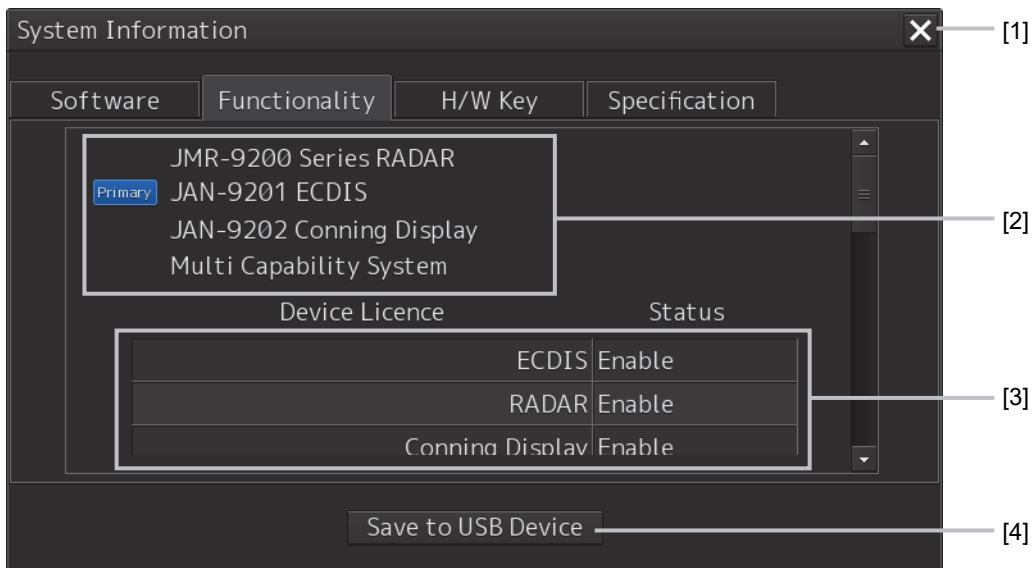 System Information
[1]
Software Functionality H/W Key Specification
JMR-9200 Series RADAR
Primary JAN-9201 ECDIS
[2]
JAN-9202 Conning Display
Multi Capability System
Device Licence Status
ECDIS Enable
RADAR Enable
[3]
Conning Display Enable
Save to USB Device
[4]